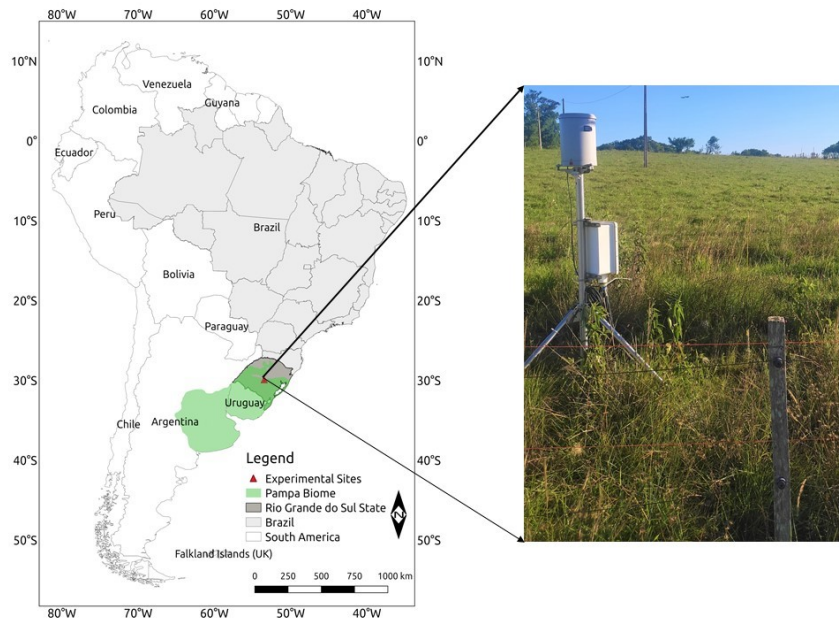 80°W 70°W 60°W 50°W 40°W
10°N 10°N
Venezuela
Colombia
Guyana
0° 0°
Ecuador
Peru
Brazil
10°S 10°S
Bolivia
20°S 20°S
Paraguay
30°S 30°S
Uruguay
Chile
Argentina
40°S 40°S
Legend
Experimental Sites
Pampa Biome
Rio Grande do Sul State
Brazil
South America
N
50°S 50°S
Falkland Islands (UK)
0 250 500 750 1000 km
80°W 70°W 60°W 50°W 40°W